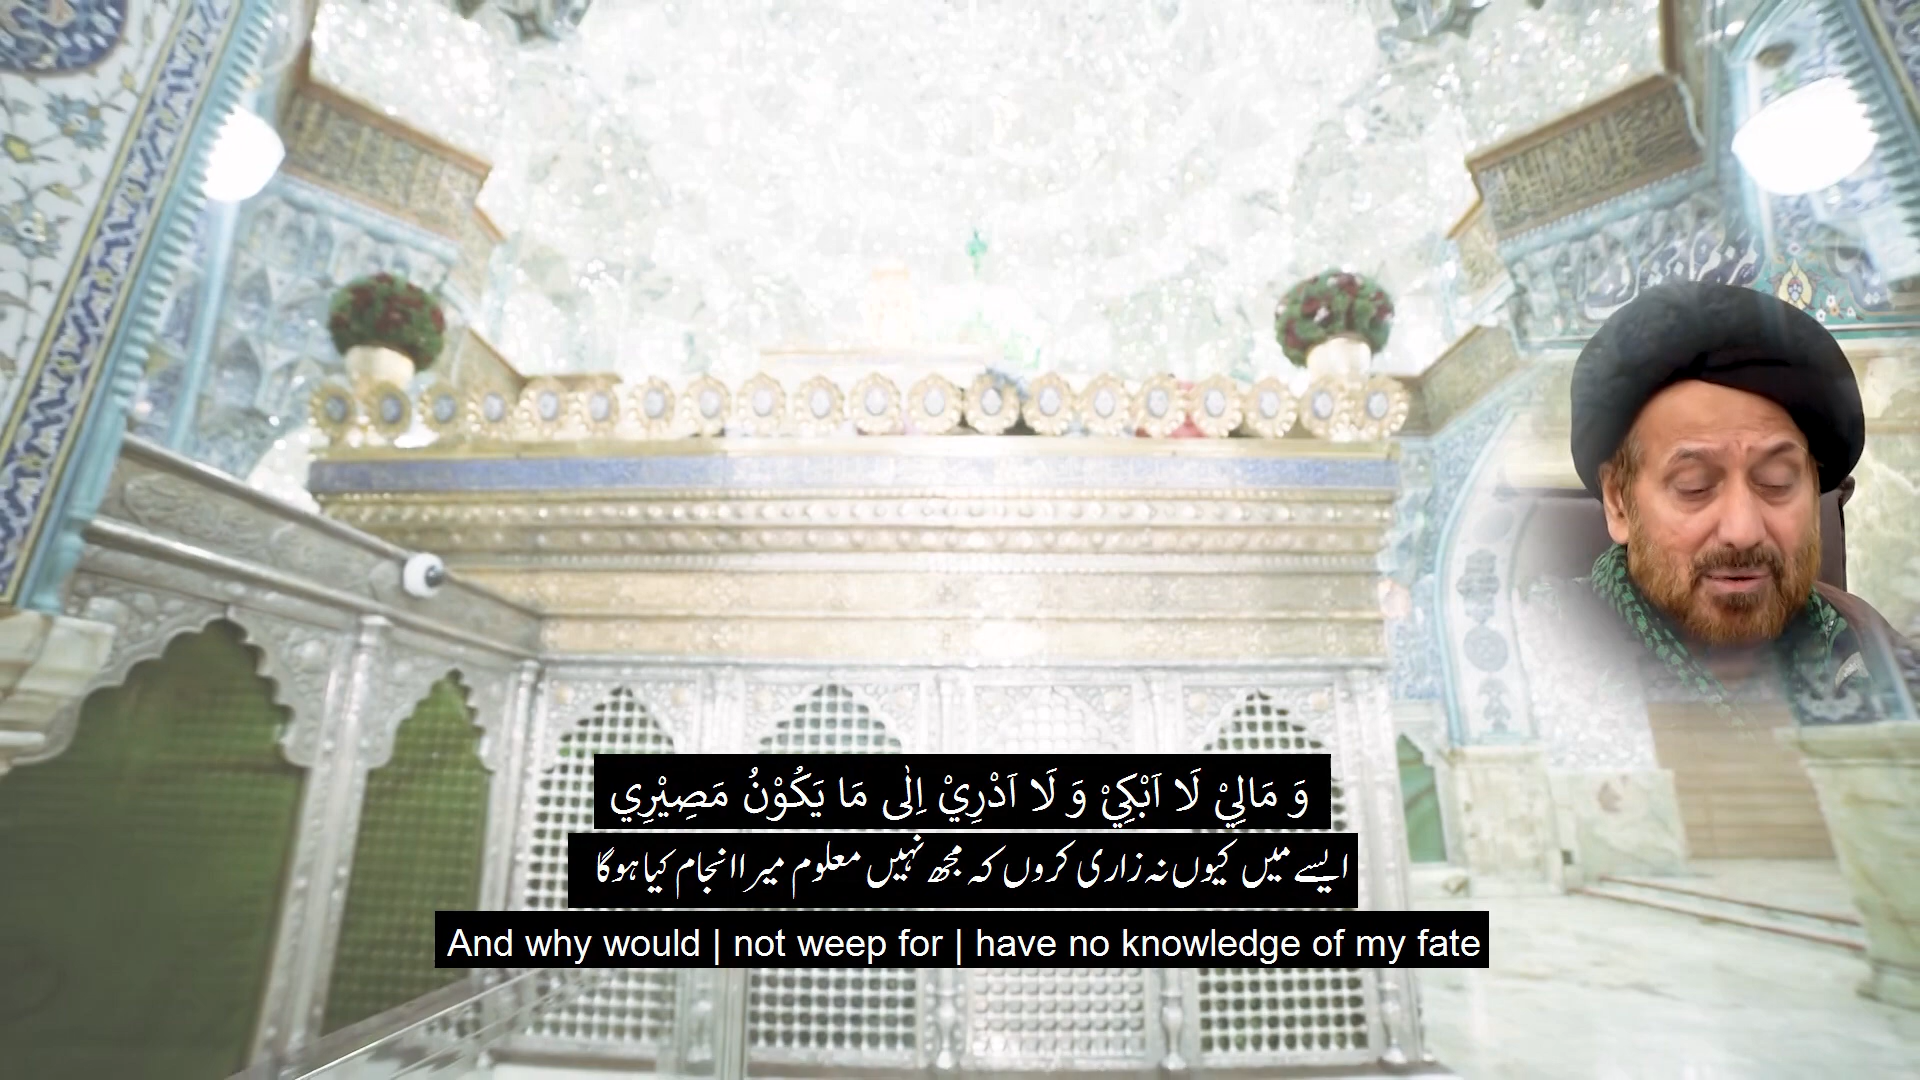 وَ مَالِيْ لَا اَبْكِيْ وَ لَا اَدْرِيْ اِلٰى مَا يَكُوْنُ مَصِيْرِي
ایسے میں کیوں نہ زاری کروں کہ مجھ نہیں معلوم میرا انجام کیا ہوگا
And why would | not weep for | have no knowledge of my fate